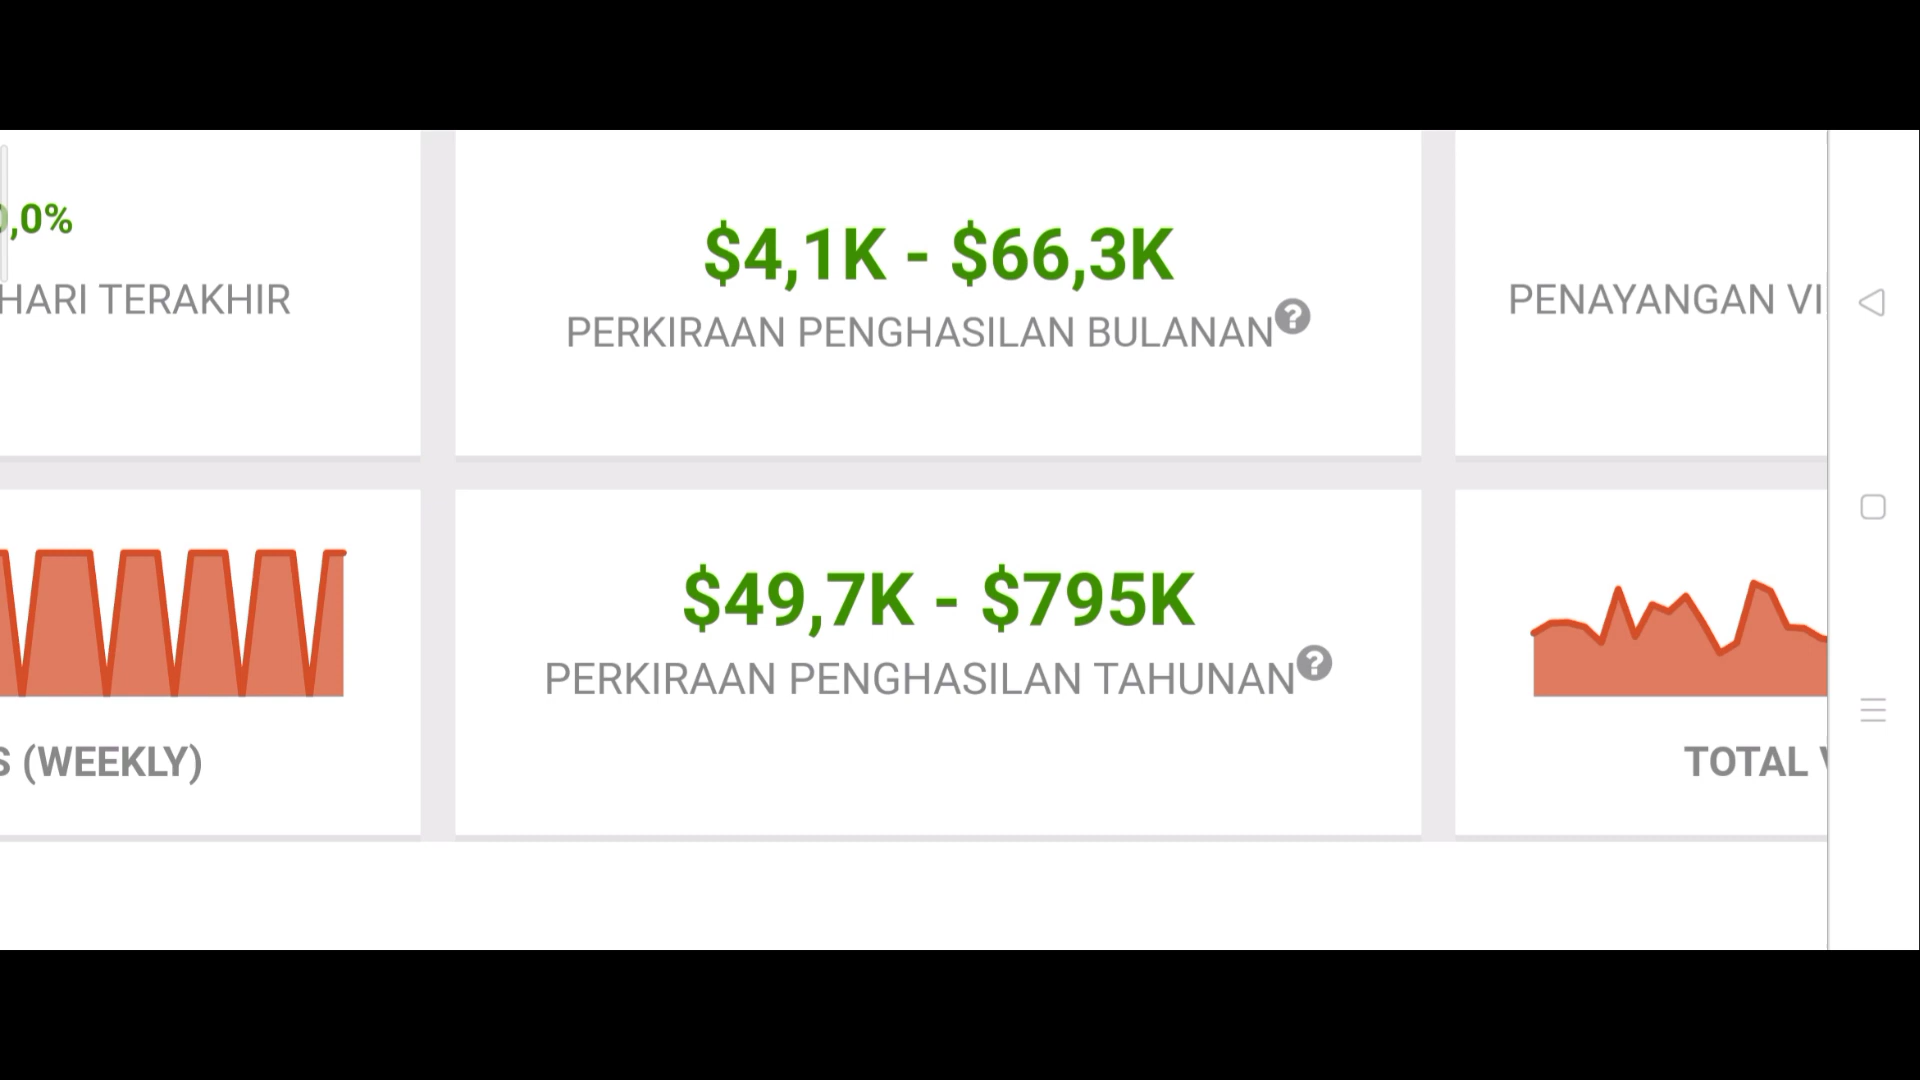 ,0%
HARI TERAKHIR
$4,1K - $66,3K
PERKIRAAN PENGHASILAN BULANAN?
PENAYANGAN
$49,7K - $795K
PERKIRAAN PENGHASILAN TAHUNAN?
(WEEKLY)
TOTAL